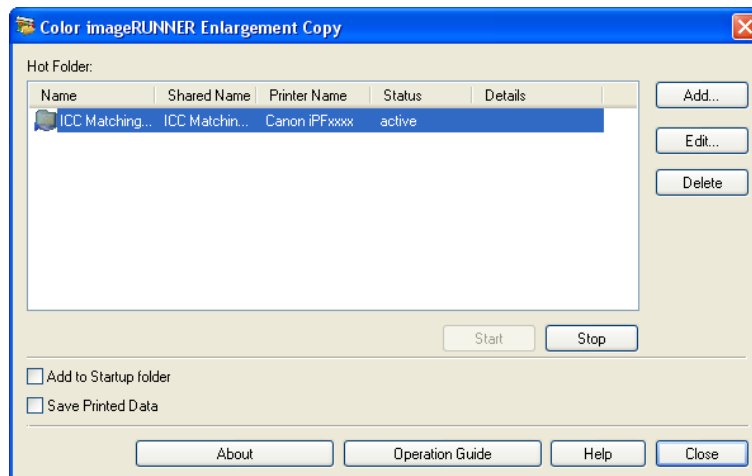 Color imageRUNNER Enlargement Copy
Hot Folder:
Name Shared Name Printer Name Status Details
ICC Matching... ICC Matchin... Canon iPFxxxx active
Add...
Edit...
Delete
Start Stop
Add to Startup folder
Save Printed Data
About Operation Guide Help Close